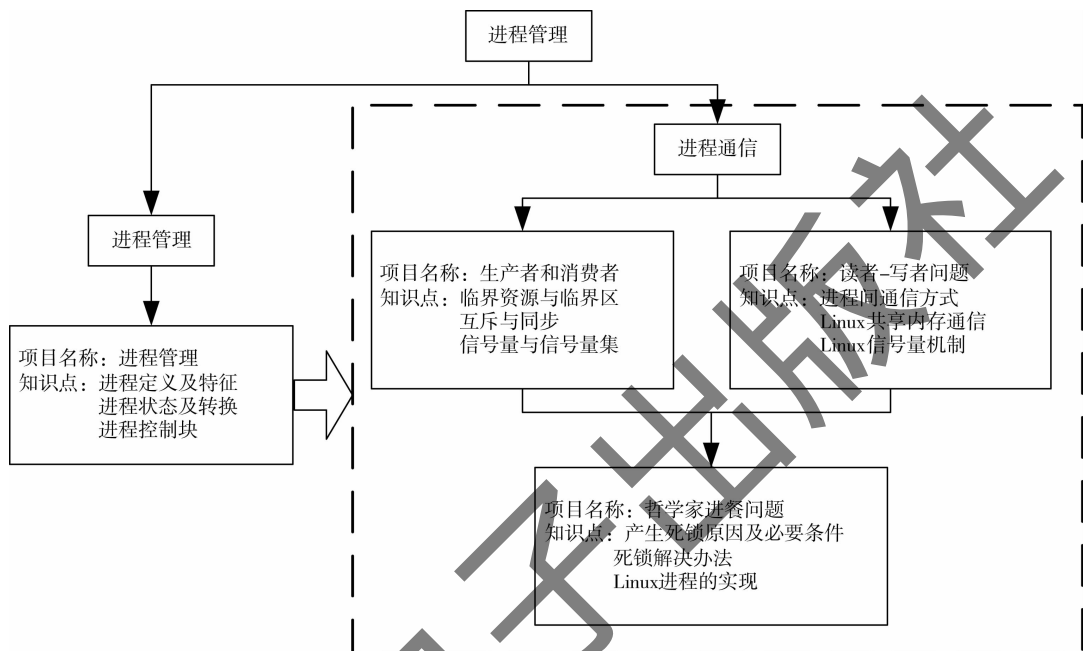 进程管理
进程通信
进程管理
项目名称：进程管理
知识点：进程定义及特征
进程状态及转换
进程控制块
项目名称：生产者和消费者
知识点：临界资源与临界区
互斥与同步
信号量与信号量集
项目名称：读者-写者问题
知识点：进程间通信方式
Linux共享内存通信
Linux信号量机制
项目名称：哲学家进餐问题
知识点：产生死锁原因及必要条件
死锁解决办法
Linux进程的实现
子出版社